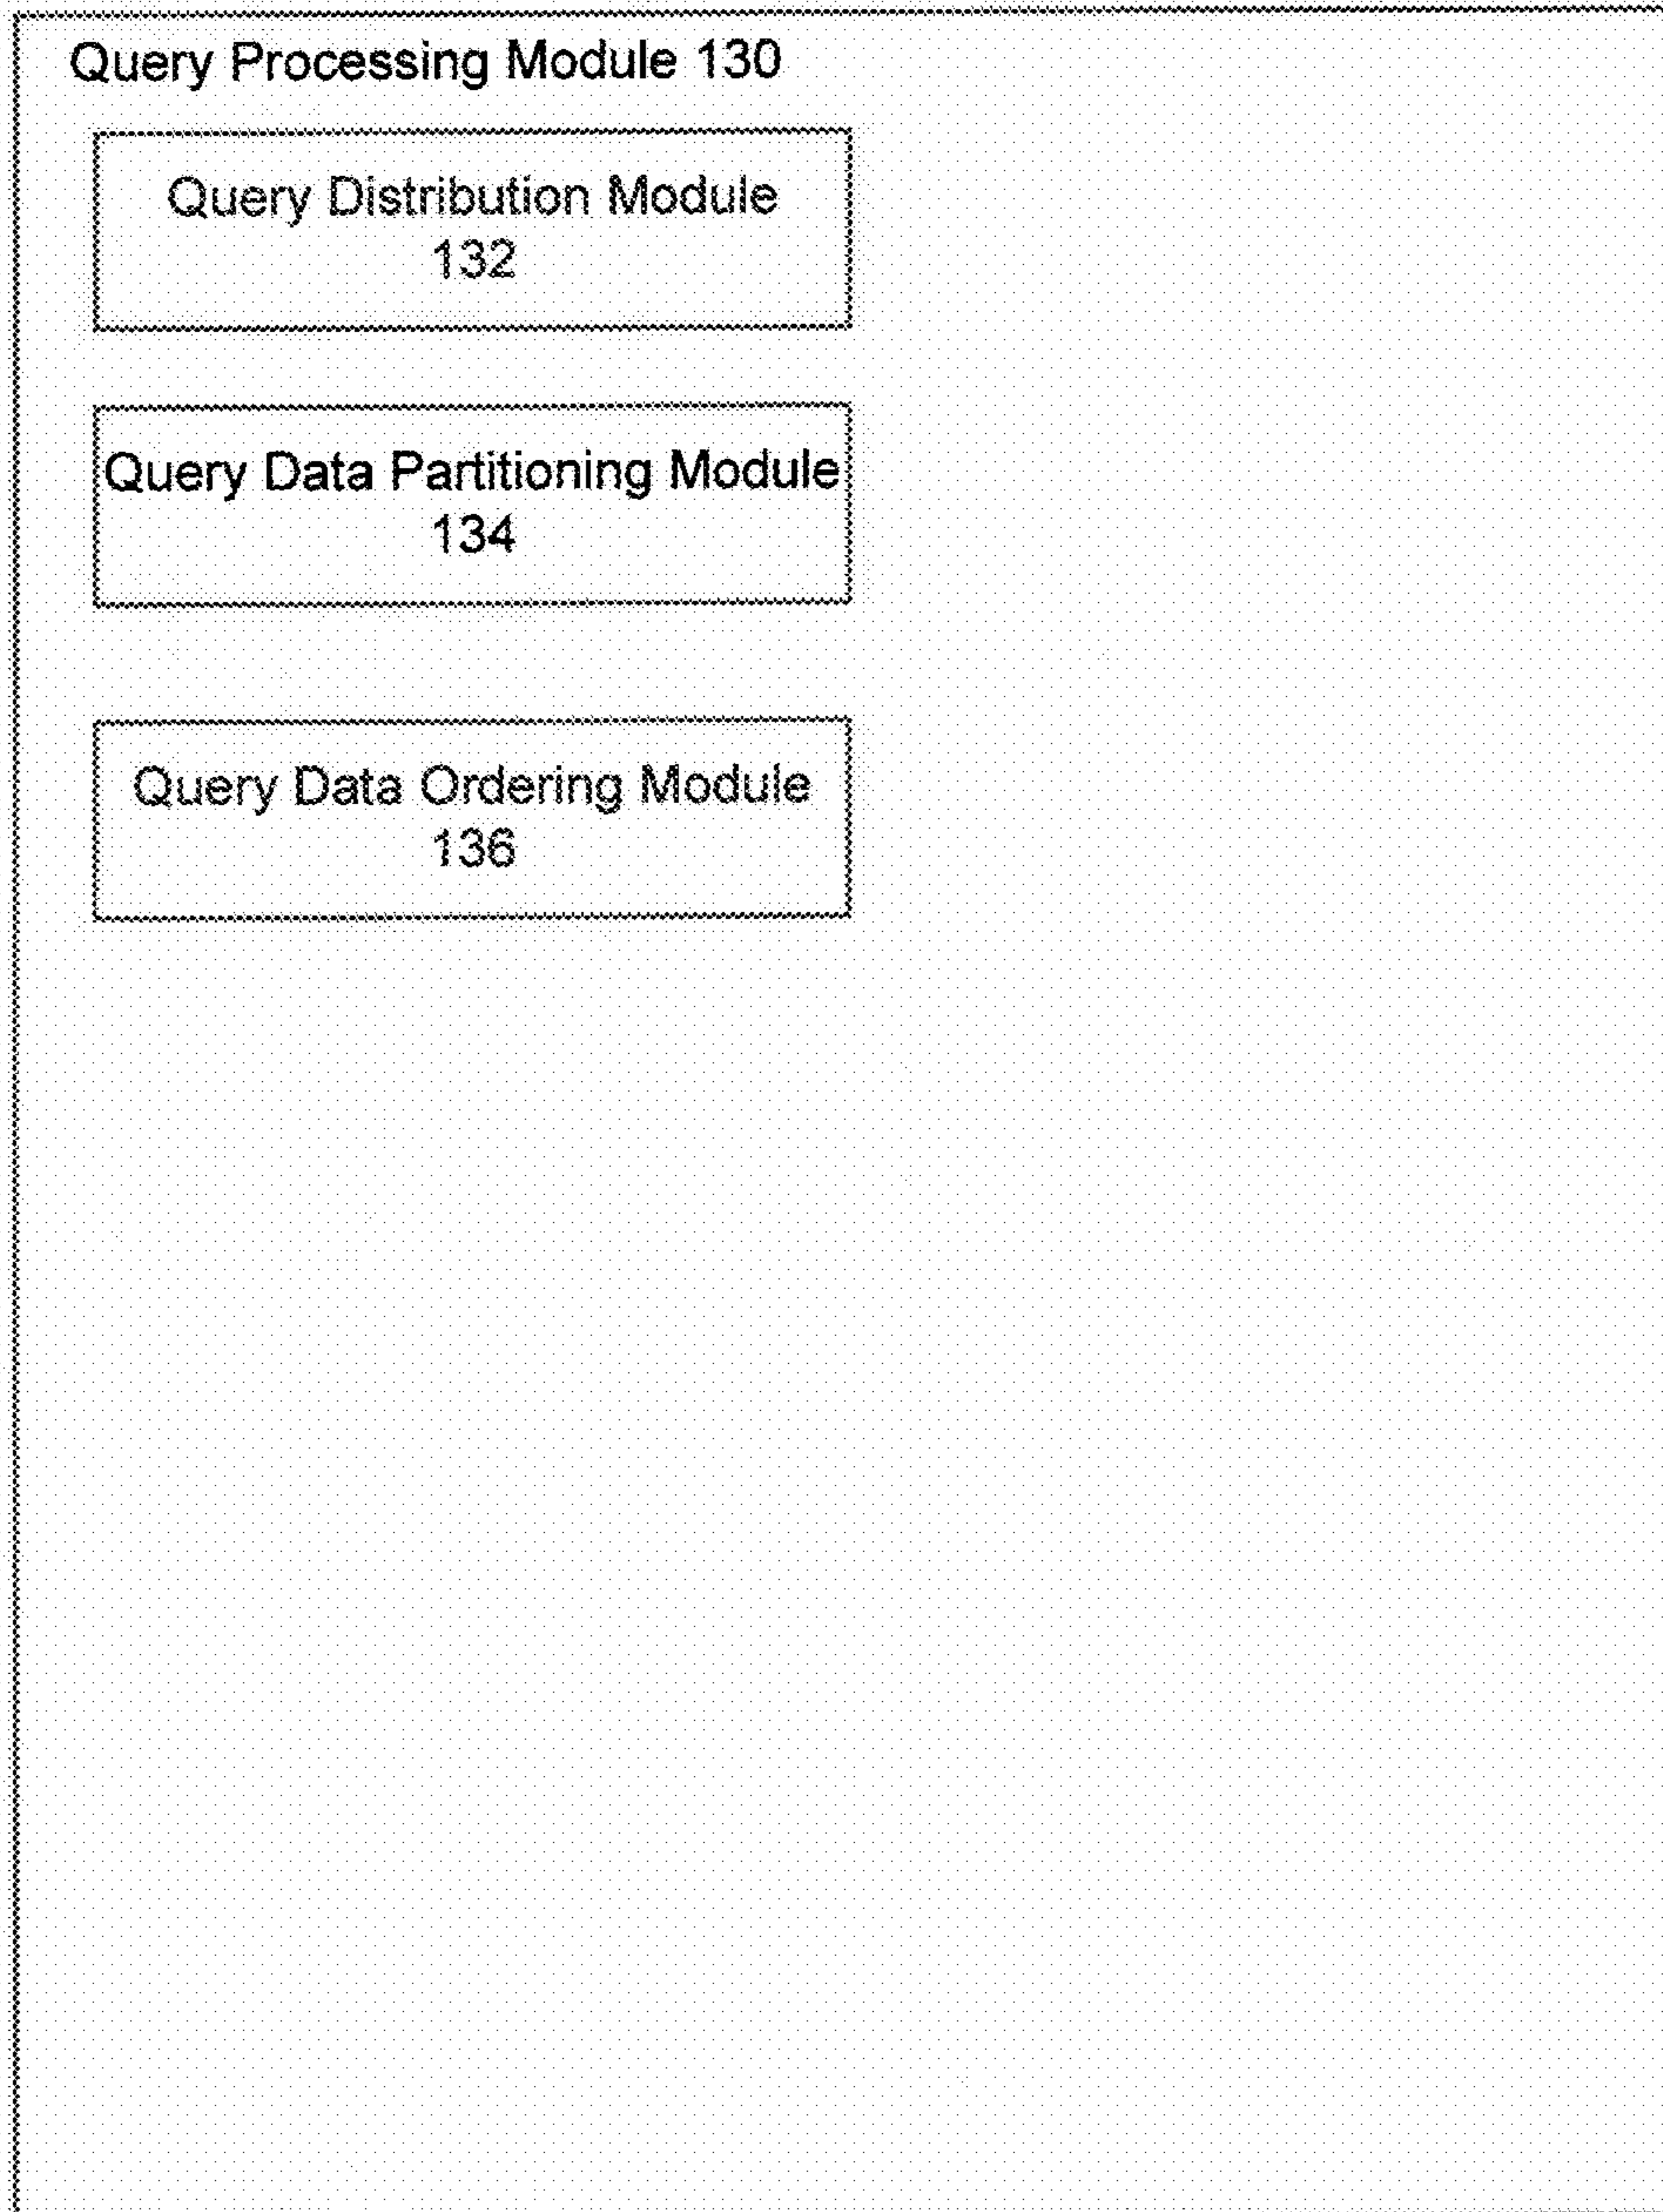 Query Processing Module 130
Query Distribution Module
132
Query Data Partitioning Module
134
Query Data Ordering Module
136